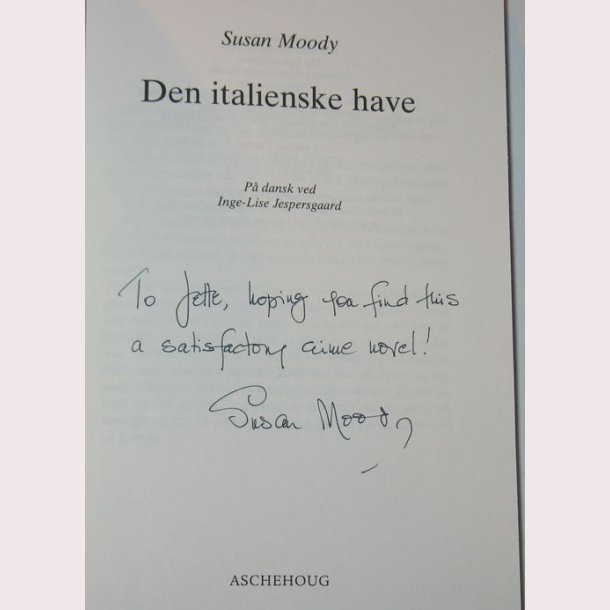 Susan Moody
Den italienske have
På dansk ved
Inge-Lise Jespersgaard
To Jette, hoping you find this
a satisfactory crime novel!
Susan Moody
ASCHEHOUG